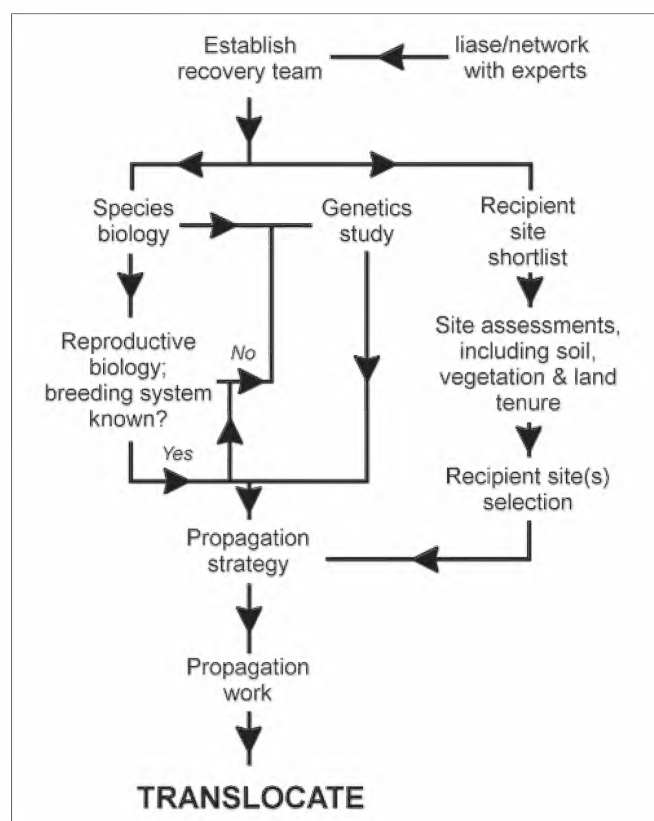 Establish
recovery team
liase/network
with experts
Species
biology
Genetics
study
Recipient
site
shortlist
Reproductive
biology;
breeding system
known?
No
Yes
Site assessments,
including soil,
vegetation & land
tenure
Recipient site(s)
selection
Propagation
strategy
Propagation
work
TRANSLOCATE